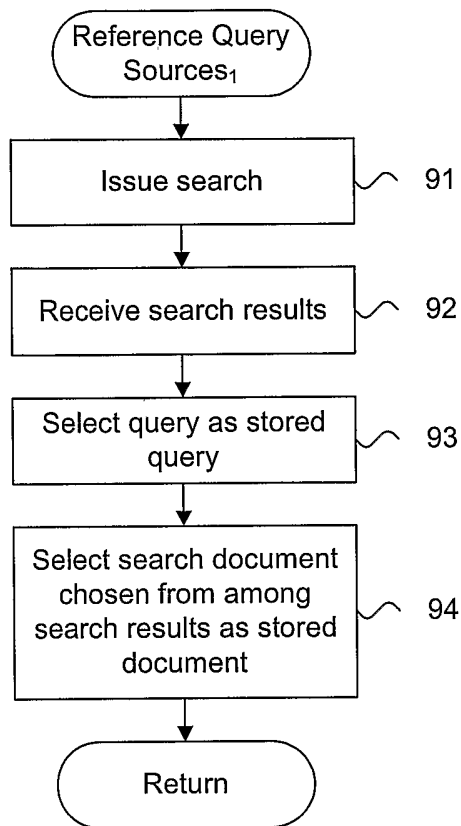 Reference Query
Sources₁
Issue search
91
Receive search results
92
Select query as stored
query
93
Select search document
chosen from among
search results as stored
document
94
Return